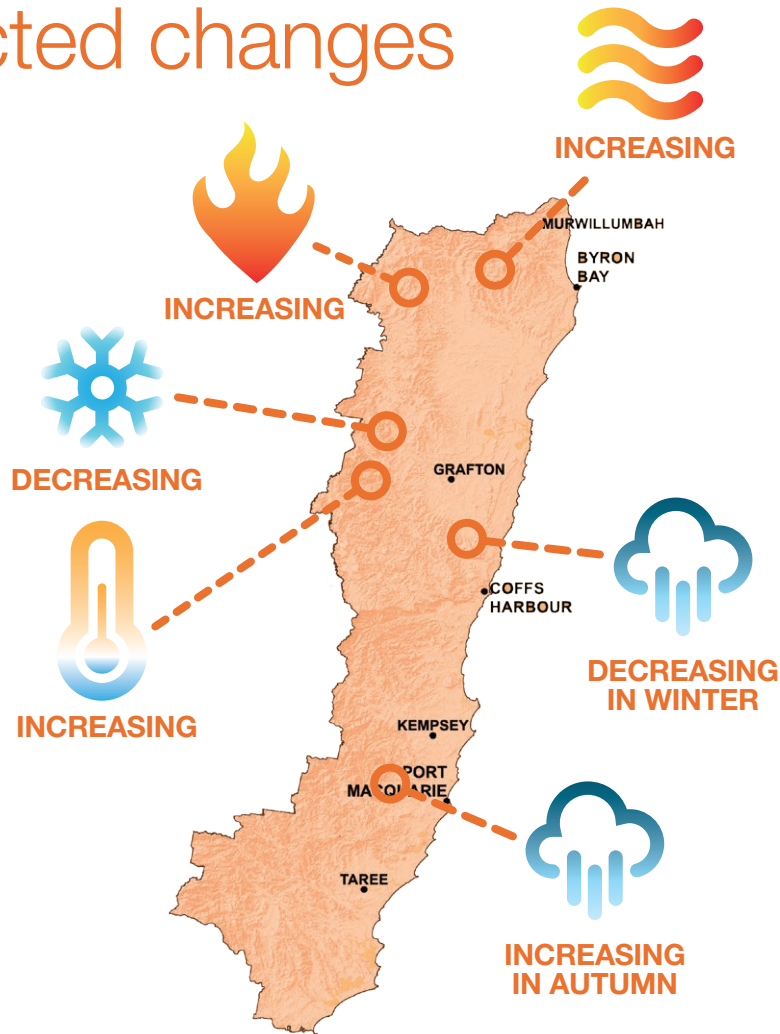 changes
INCREASING
INCREASING
MURWILLUMBAH
BYRON
BAY
DECREASING
GRAFTON
COFFS
HARBOUR
INCREASING
DECREASING
IN WINTER
KEMPSEY
PORT
MACQUARIE
TAREE
INCREASING
IN AUTUMN